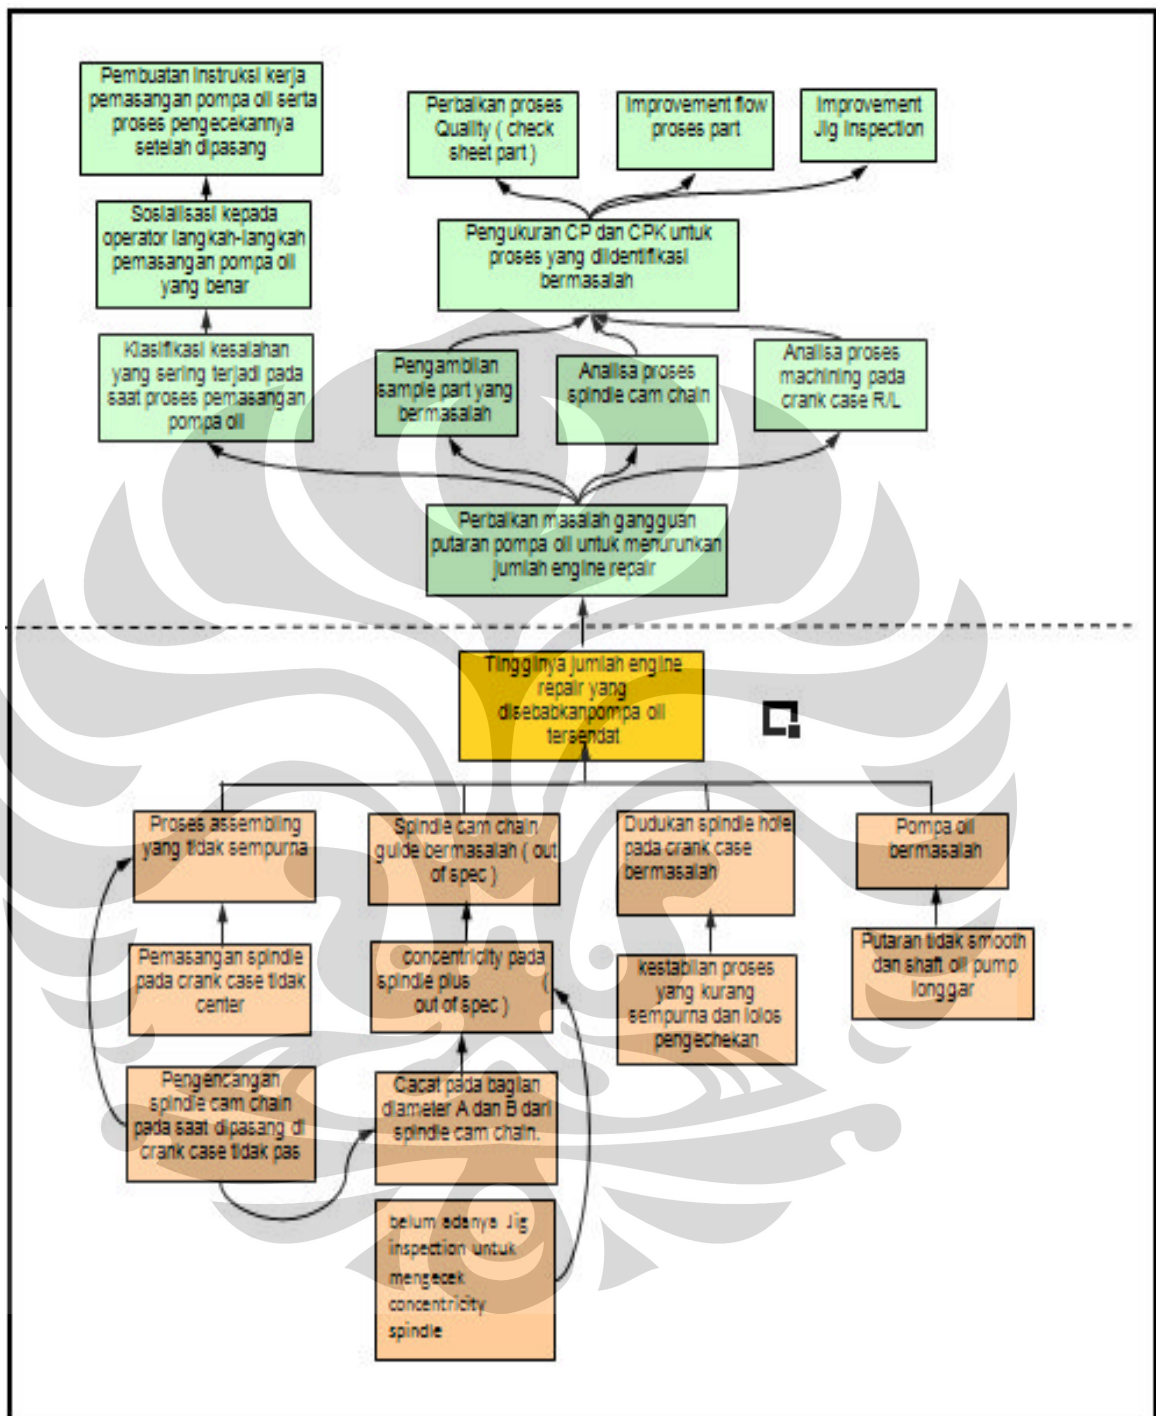 Pembuatan instruksi kerja
pemasangan pompa oil serta
proses pengecekannya
setelah dipasang
Perbaikan proses
Quality ( check
sheet part )
Improvement flow
proses part
Improvement
Jig Inspection
Sosialisasi kepada
operator langkah-langkah
pemasangan pompa oil
yang benar
Pengukuran CP dan CPK untuk
proses yang diidentifikasi
bermasalah
Klasifikasi kesalahan
yang sering terjadi pada
saat proses pemasangan
pompa oil
Pengambilan
sample part yang
bermasalah
Analisa proses
spindle cam chain
Analisa proses
machining pada
crank case R/L
Perbaikan masalah gangguan
putaran pompa oil untuk menurunkan
jumlah engine repair
Tingginya jumlah engine
repair yang
disebabkanpompa oil
tersendat
Proses assembling
yang tidak sempurna
Spindle cam chain
guide bermasalah ( out
of spec )
Dudukan spindle hole
pada crank case
bermasalah
Pompa oil
bermasalah
Pemasangan spindle
pada crank case tidak
center
concentricity pada
spindle plus (
out of spec )
kestabilan proses
yang kurang
sempurna dan lolos
pengechekan
Putaran tidak smooth
dan shaft oil pump
longgar
Pengencangan
spindle cam chain
pada saat dipasang di
crank case tidak pas
Cacat pada bagian
diameter A dan B dari
spindle cam chain.
belum adanya Jig
inspection untuk
mengecek
concentricity
spindle